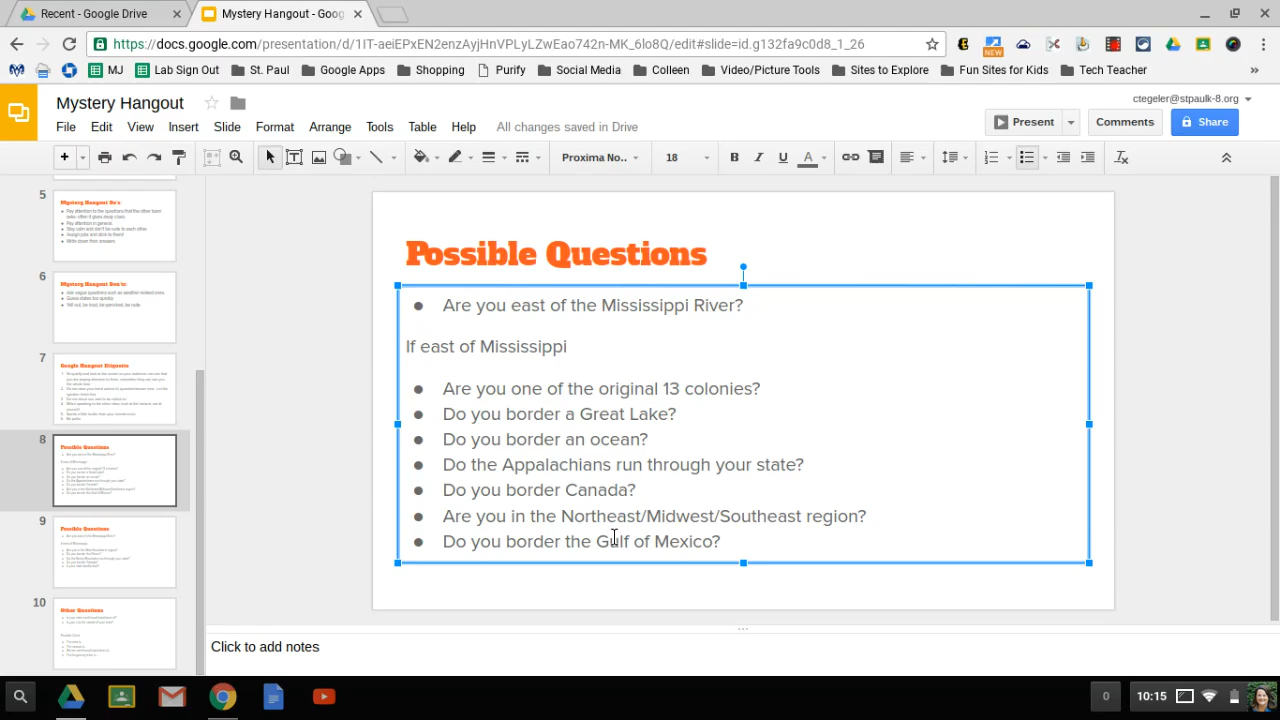 Recent - Google Drive
Mystery Hangout - Goog
https://docs.google.com/presentation/d/1IT-aeiEPxEN2enzAyjHnVPLyLZwEao742n-MK_6lo8Q/edit#slide=id.g132fa9c0d8_1_26
NEW
MJ
Lab Sign Out
St. Paul
Google Apps
Shopping
Purify
Social Media
Colleen
Video/Picture Tools
Sites to Explore
Fun Sites for Kids
Tech Teacher
Mystery Hangout
ctegeler@stpaulk-8.org
File Edit View Insert Slide Format Arrange Tools Table Help All changes saved in Drive
Present
Comments
Share
Proxima No...
18
5
Mystery Hangout Do's:
6
Mystery Hangout Don'ts:
7
Google Hangout Etiquette
8
Possible Questions
9
Possible Questions
10
Other Questions
Possible Questions
● Are you east of the Mississippi River?
If east of Mississippi
● Are you one of the original 13 colonies?
● Do you border a Great Lake?
● Do you border an ocean?
● Do the Appalachians run through your state?
● Do you border Canada?
● Are you in the Northeast/Midwest/Southeast region?
● Do you border the Gulf of Mexico?
Click to add notes
0
10:15